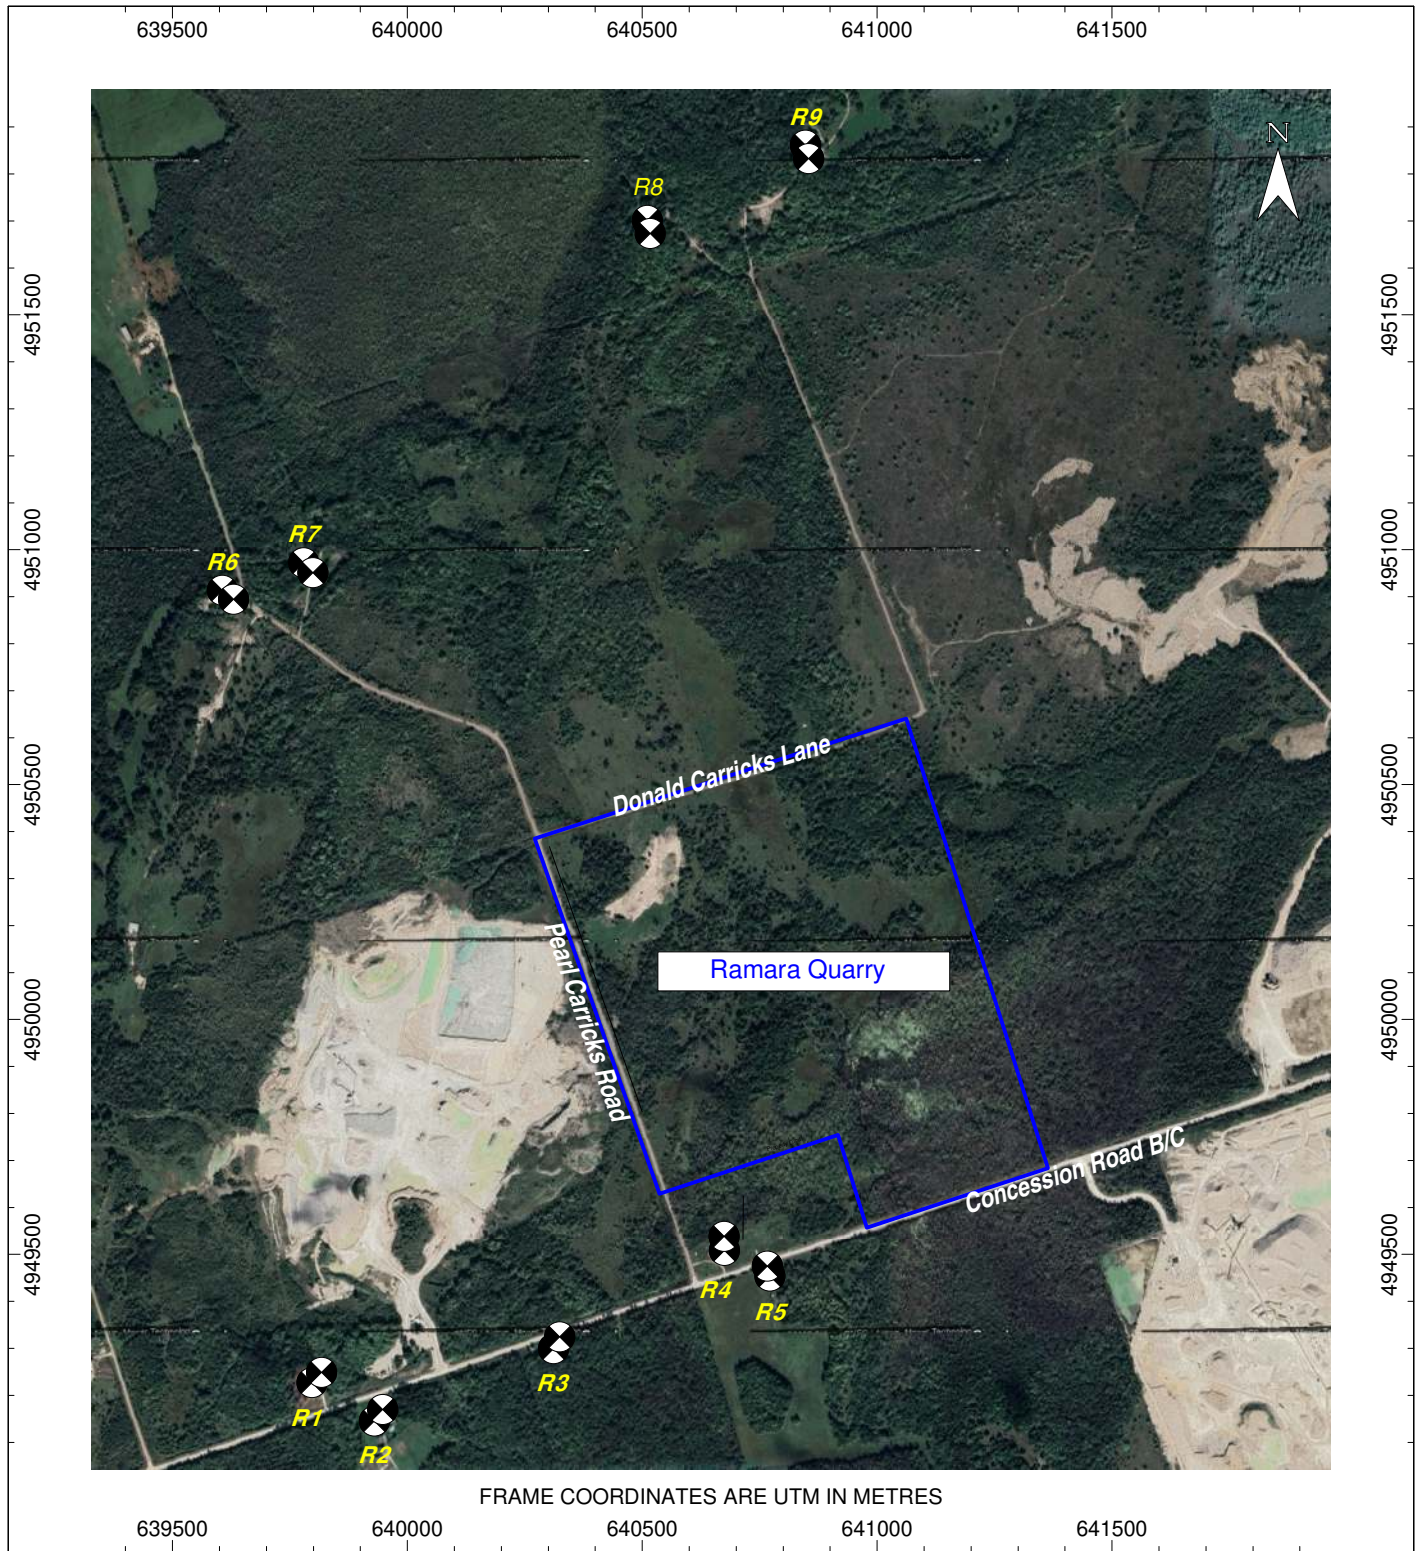 639500 640000 640500 641000 641500
R9
N
R8
4951500 4951500
R7
4951000 4951000
R6
Donald Carricks Lane
4950500 4950500
Pearl Carricks Road
Ramara Quarry
4950000 4950000
Concession Road B/C
4949500 4949500
R4
R5
R3
R1
R2
FRAME COORDINATES ARE UTM IN METRES
639500 640000 640500 641000 641500